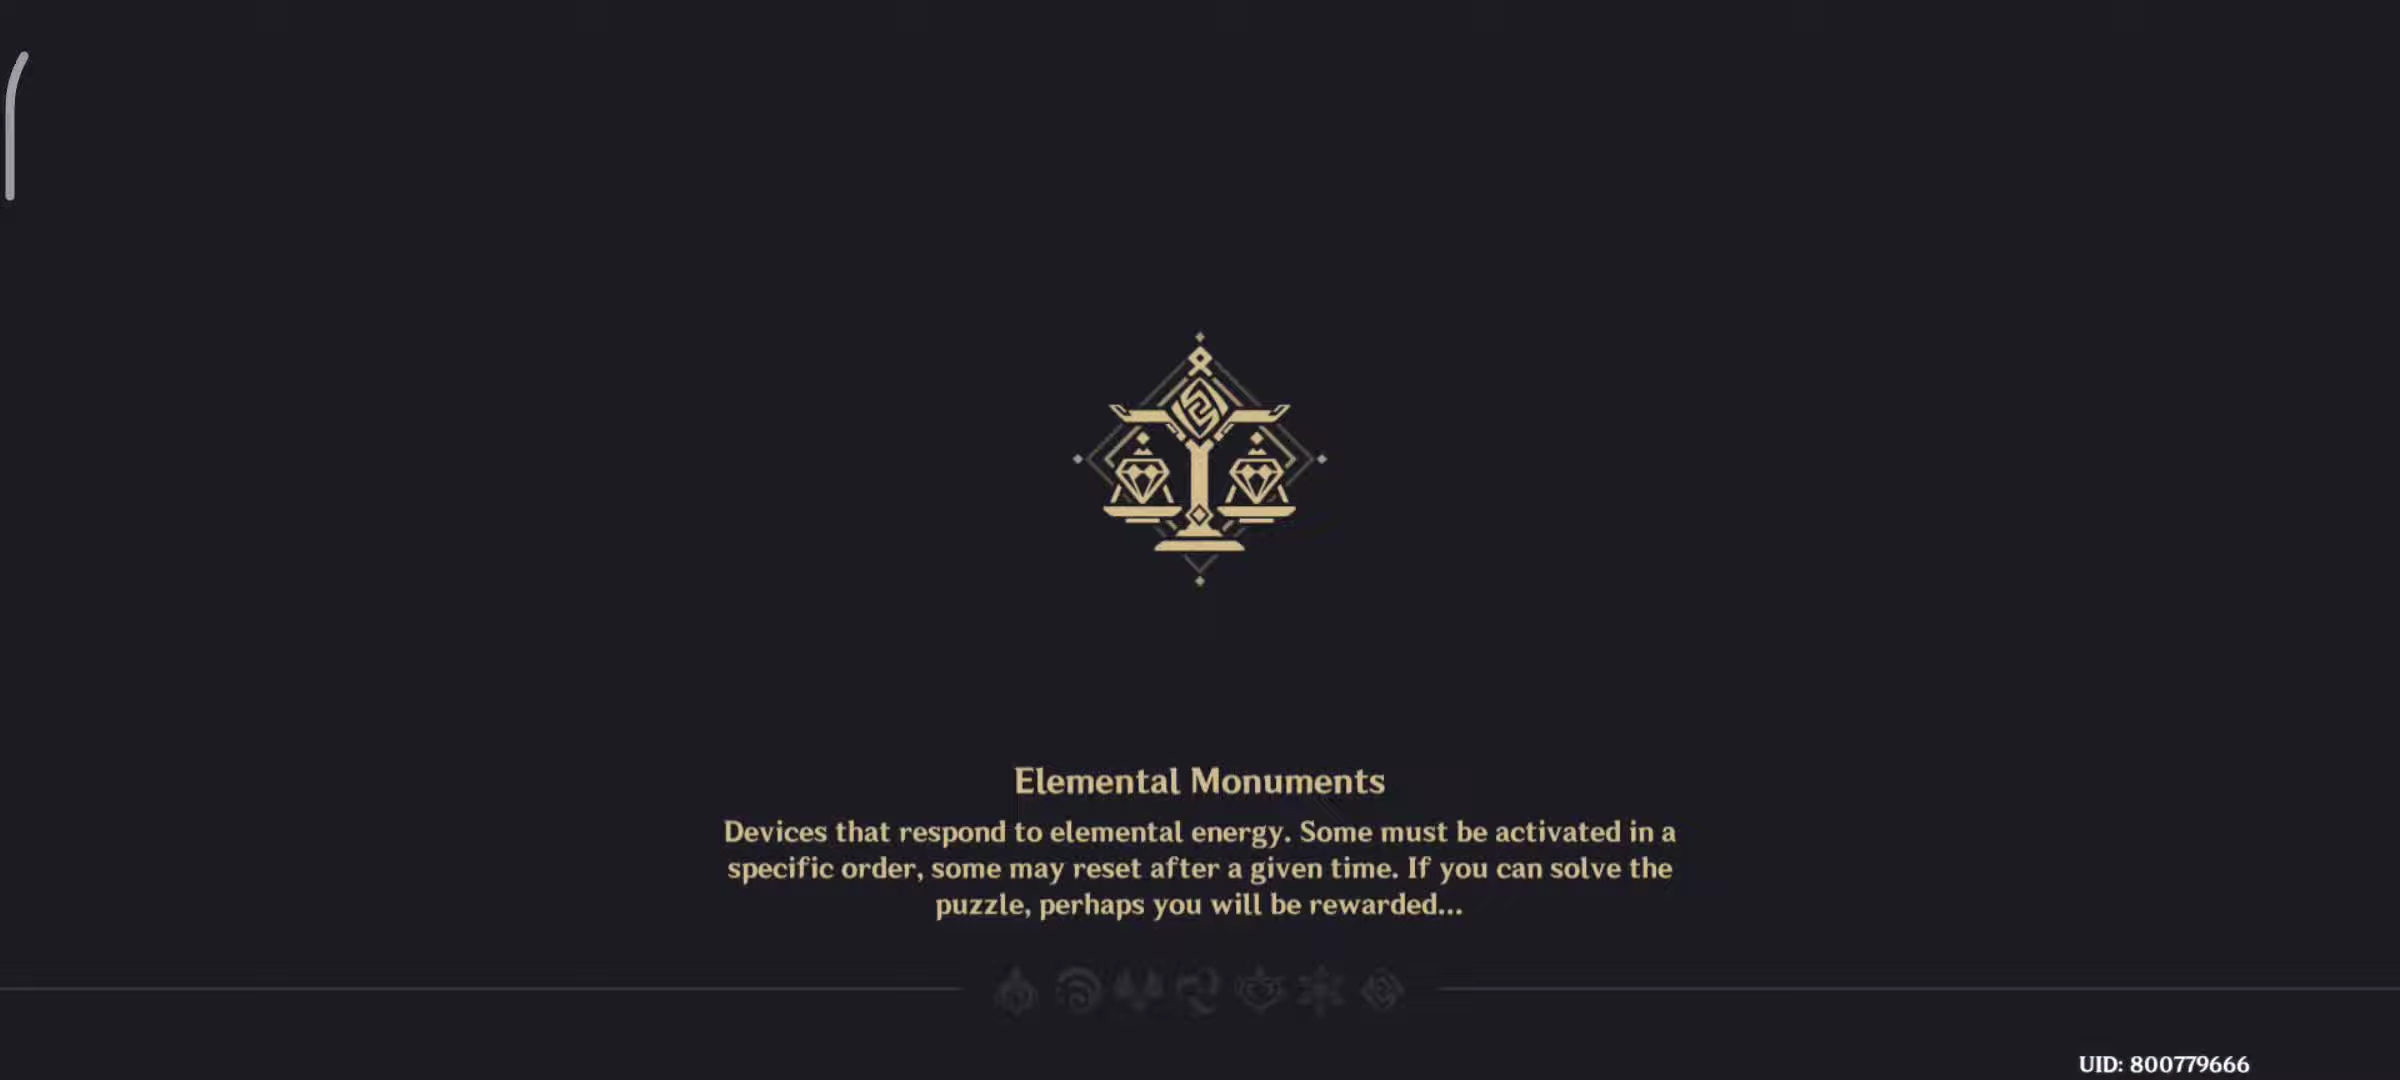 Elemental Monuments
Devices that respond to elemental energy. Some must be activated in a
specific order, some may reset after a given time. If you can solve the
puzzle, perhaps you will be rewarded...
UID: 800779666